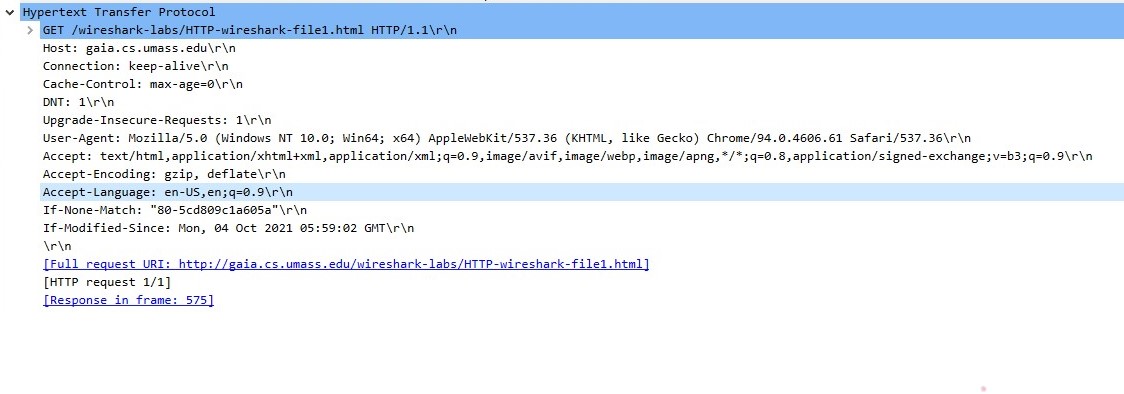 Hypertext Transfer Protocol
GET /wireshark-labs/HTTP-wireshark-file1.html HTTP/1.1\r\n
Host: gaia.cs.umass.edu\r\n
Connection: keep-alive\r\n
Cache-Control: max-age=0\r\n
DNT: 1\r\n
Upgrade-Insecure-Requests: 1\r\n
User-Agent: Mozilla/5.0 (Windows NT 10.0; Win64; x64) AppleWebKit/537.36 (KHTML, like Gecko) Chrome/94.0.4606.61 Safari/537.36\r\n
Accept: text/html,application/xhtml+xml,application/xml;q=0.9,image/avif,image/webp,image/apng,*/*;q=0.8,application/signed-exchange;v=b3;q=0.9\r\n
Accept-Encoding: gzip, deflate\r\n
Accept-Language: en-US,en;q=0.9\r\n
If-None-Match: "80-5cd809c1a605a"\r\n
If-Modified-Since: Mon, 04 Oct 2021 05:59:02 GMT\r\n
\r\n
[Full request URI: http://gaia.cs.umass.edu/wireshark-labs/HTTP-wireshark-file1.html]
[HTTP request 1/1]
[Response in frame: 575]